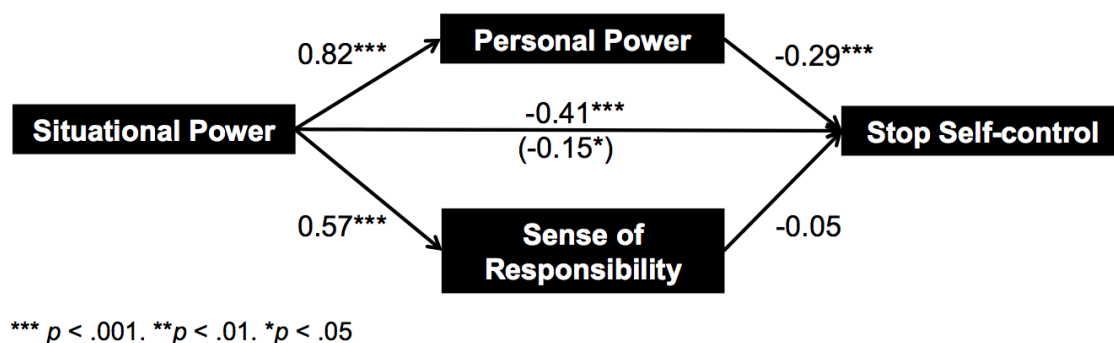 Personal Power
0.82***
-0.29***
Situational Power
-0.41***
(-0.15*)
Stop Self-control
0.57***
Sense of
Responsibility
-0.05
*** p < .001. **p < .01. *p < .05